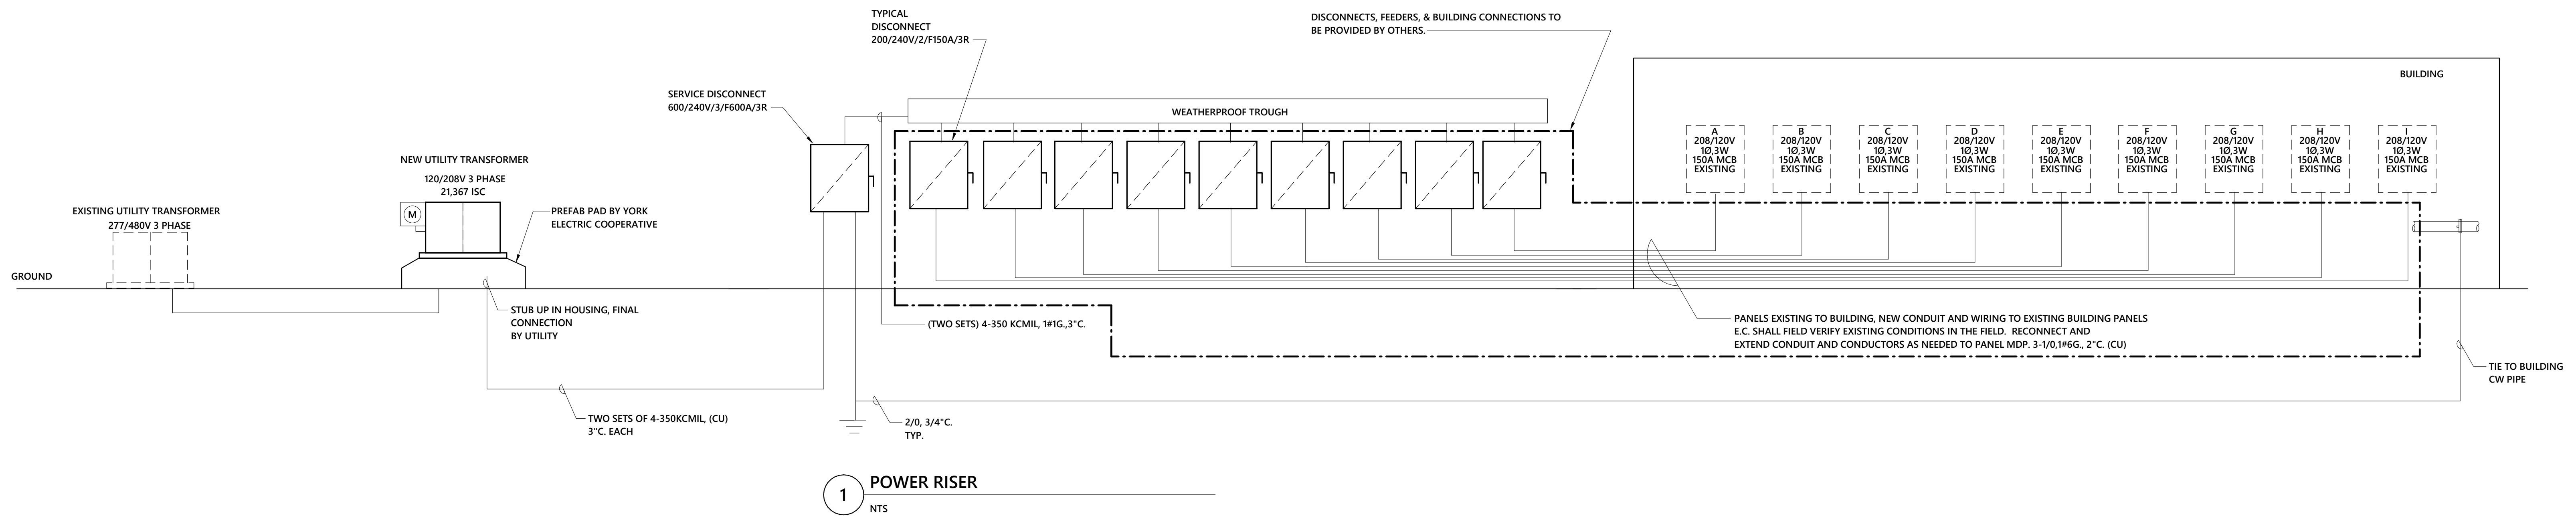 TYPICAL
DISCONNECT
200/240V/2/F150A/3R
DISCONNECTS, FEEDERS, & BUILDING CONNECTIONS TO
BE PROVIDED BY OTHERS.
BUILDING
SERVICE DISCONNECT
600/240V/3/F600A/3R
WEATHERPROOF TROUGH
A
208/120V
1Ø,3W
150A MCB
EXISTING
B
208/120V
1Ø,3W
150A MCB
EXISTING
C
208/120V
1Ø,3W
150A MCB
EXISTING
D
208/120V
1Ø,3W
150A MCB
EXISTING
E
208/120V
1Ø,3W
150A MCB
EXISTING
F
208/120V
1Ø,3W
150A MCB
EXISTING
G
208/120V
1Ø,3W
150A MCB
EXISTING
H
208/120V
1Ø,3W
150A MCB
EXISTING
I
208/120V
1Ø,3W
150A MCB
EXISTING
NEW UTILITY TRANSFORMER
120/208V 3 PHASE
21,367 ISC
M
PREFAB PAD BY YORK
ELECTRIC COOPERATIVE
EXISTING UTILITY TRANSFORMER
277/480V 3 PHASE
GROUND
STUB UP IN HOUSING, FINAL
CONNECTION
BY UTILITY
(TWO SETS) 4-350 KCMIL, 1#1G.,3"C.
PANELS EXISTING TO BUILDING, NEW CONDUIT AND WIRING TO EXISTING BUILDING PANELS
E.C. SHALL FIELD VERIFY EXISTING CONDITIONS IN THE FIELD. RECONNECT AND
EXTEND CONDUIT AND CONDUCTORS AS NEEDED TO PANEL MDP. 3-1/0,1#6G., 2"C. (CU)
TIE TO BUILDING
CW PIPE
TWO SETS OF 4-350KCMIL, (CU)
3"C. EACH
2/0, 3/4"C.
TYP.
1
POWER RISER
NTS